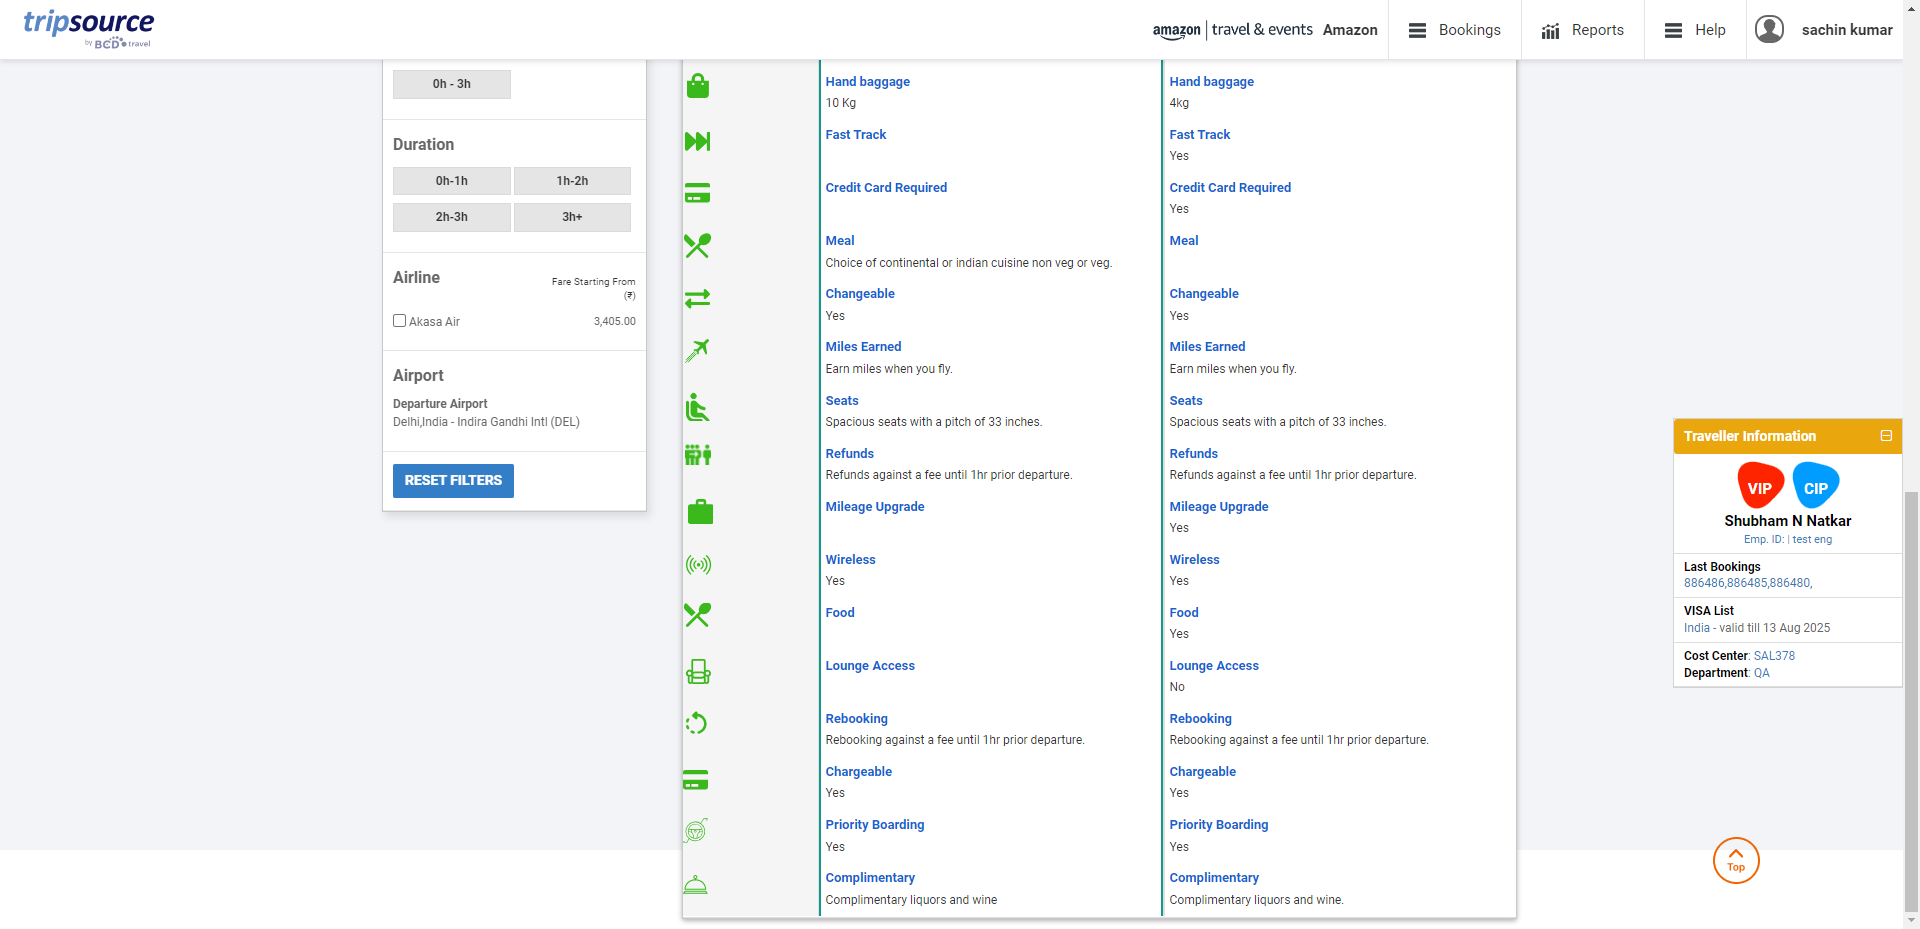 tripsource
by BCD travel
amazon | travel & events Amazon
Bookings
Reports
Help
sachin kumar
0h - 3h
Duration
0h-1h
1h-2h
2h-3h
3h+
Airline
Fare Starting From
(₹)
Akasa Air
3,405.00
Airport
Departure Airport
Delhi,India - Indira Gandhi Intl (DEL)
RESET FILTERS
Hand baggage
10 Kg
Hand baggage
4kg
Fast Track
Fast Track
Yes
Credit Card Required
Credit Card Required
Yes
Meal
Choice of continental or indian cuisine non veg or veg.
Meal
Changeable
Yes
Changeable
Yes
Miles Earned
Earn miles when you fly.
Miles Earned
Earn miles when you fly.
Seats
Spacious seats with a pitch of 33 inches.
Seats
Spacious seats with a pitch of 33 inches.
Refunds
Refunds against a fee until 1hr prior departure.
Refunds
Refunds against a fee until 1hr prior departure.
Mileage Upgrade
Mileage Upgrade
Yes
Wireless
Yes
Wireless
Yes
Food
Food
Yes
Lounge Access
Lounge Access
No
Rebooking
Rebooking against a fee until 1hr prior departure.
Rebooking
Rebooking against a fee until 1hr prior departure.
Chargeable
Yes
Chargeable
Yes
Priority Boarding
Yes
Priority Boarding
Yes
Complimentary
Complimentary liquors and wine
Complimentary
Complimentary liquors and wine.
Traveller Information
VIP
CIP
Shubham N Natkar
Emp. ID: | test eng
Last Bookings
886486,886485,886480,
VISA List
India - valid till 13 Aug 2025
Cost Center: SAL378
Department: QA
Top